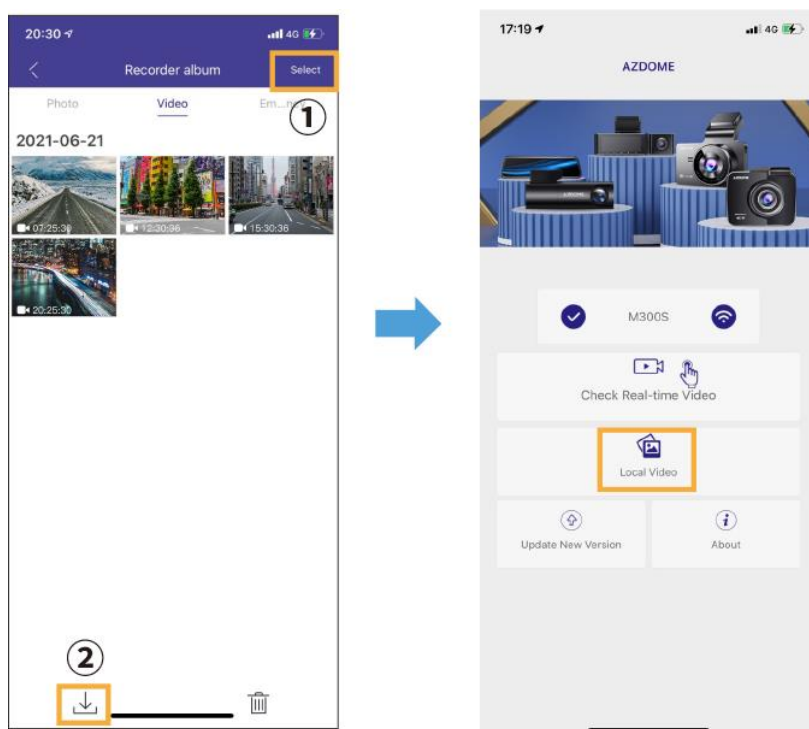 20:30
4G
Recorder album
Select
①
Photo
Video
2021-06-21
07:25:30
12:30:36
15:30:36
20:25:30
②
17:19
4G
AZDOME
M300S
Check Real-time Video
Local Video
Update New Version
About